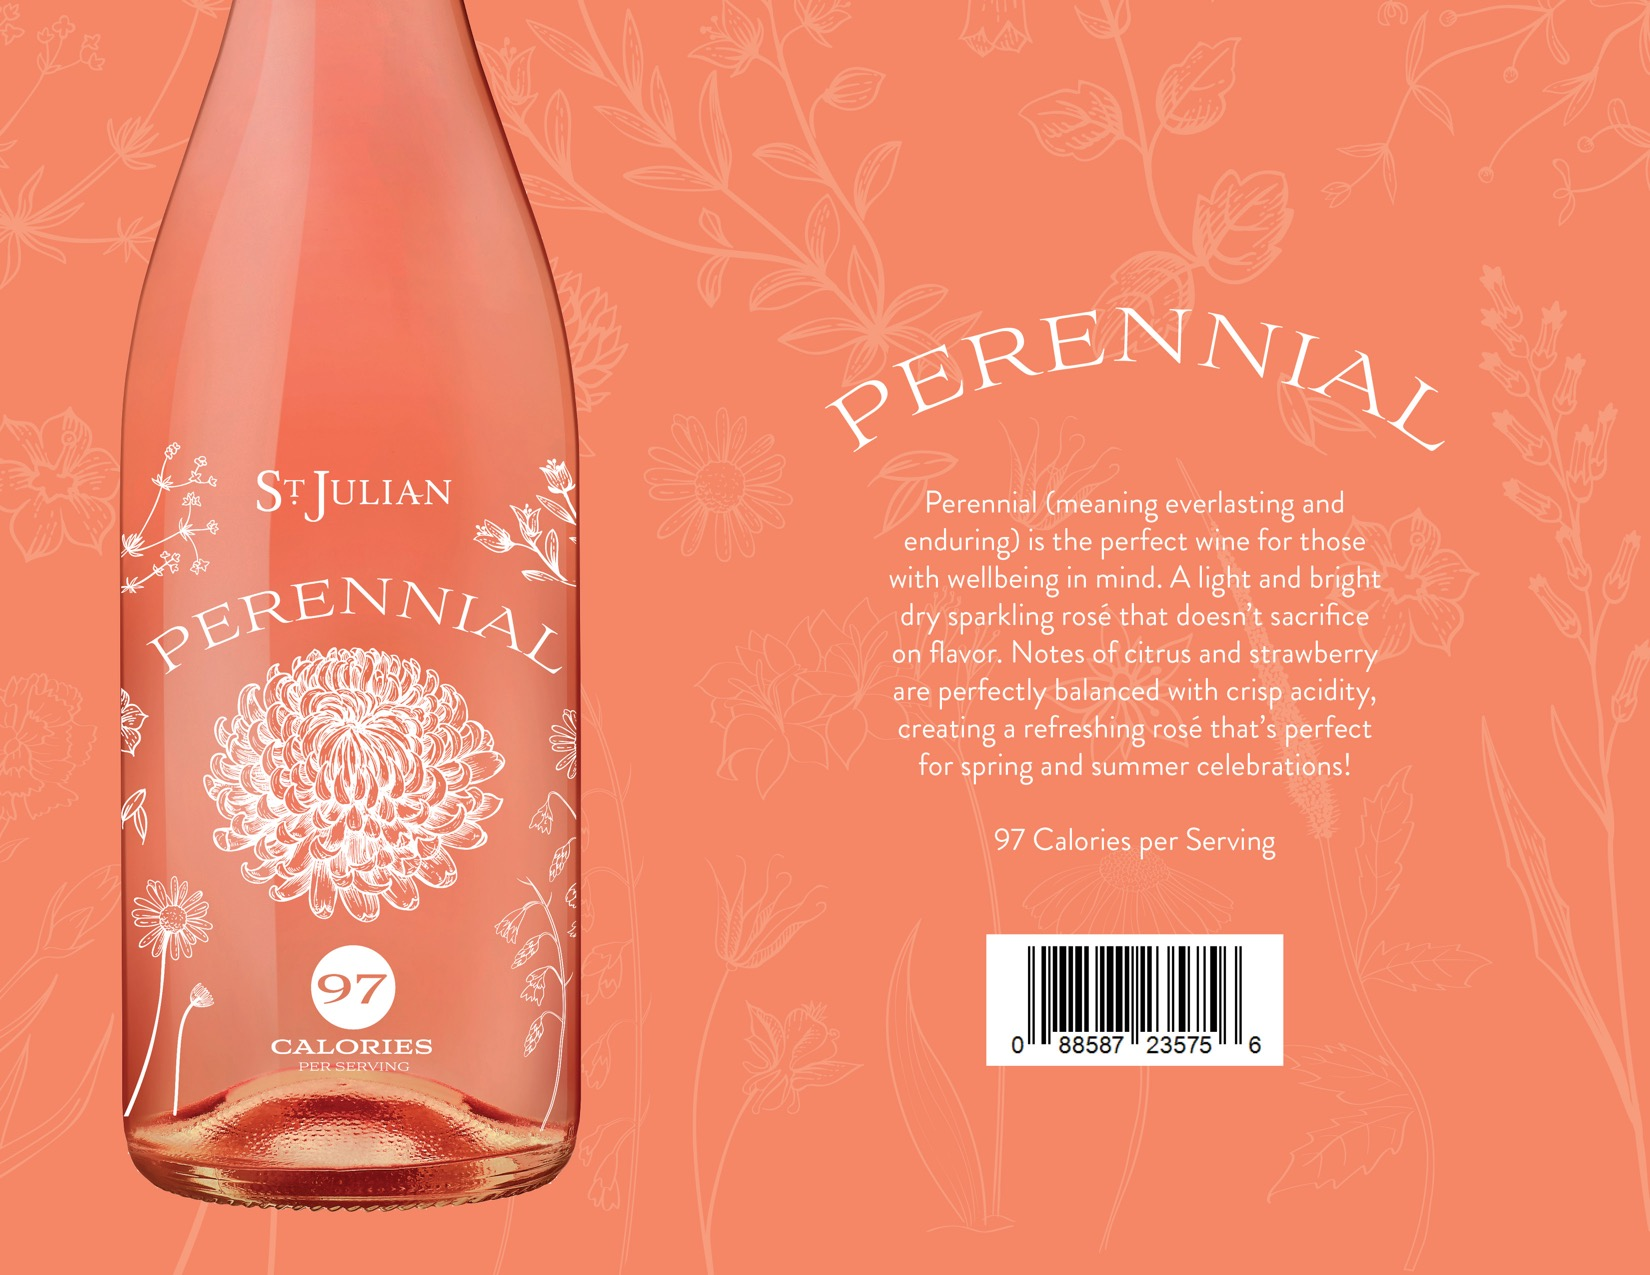 ST. JULIAN
PERENNIAL
97
CALORIES
PER SERVING
PERENNIAL
Perennial (meaning everlasting and
enduring) is the perfect wine for those
with wellbeing in mind. A light and bright
dry sparkling rosé that doesn't sacrifice
on flavor. Notes of citrus and strawberry
are perfectly balanced with crisp acidity,
creating a refreshing rosé that's perfect
for spring and summer celebrations!
97 Calories per Serving
0 88587 23575 6